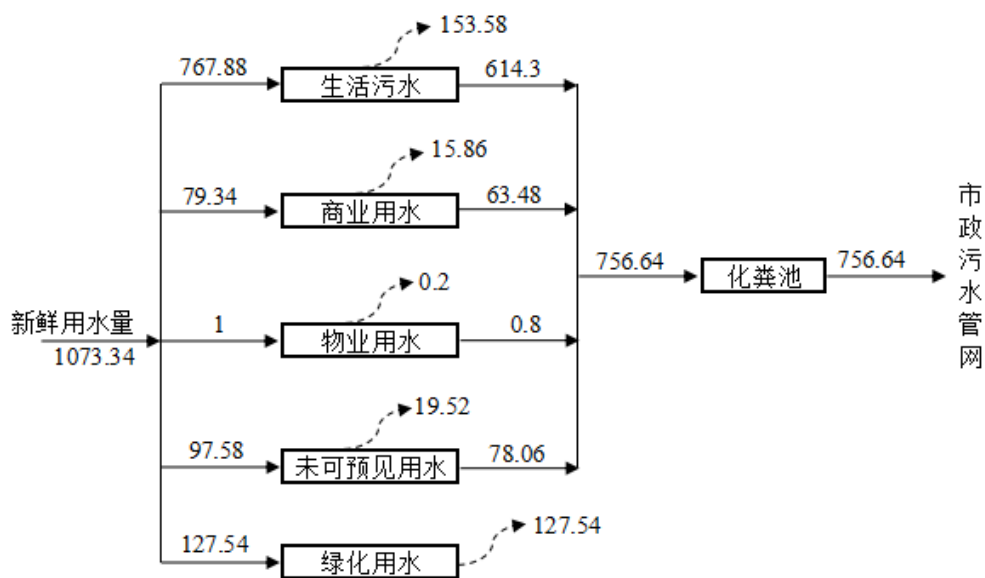 153.58
767.88
生活污水
614.3
15.86
79.34
商业用水
63.48
市政污水管网
756.64
化粪池
756.64
0.2
新鲜用水量
1073.34
1
物业用水
0.8
19.52
97.58
未可预见用水
78.06
127.54
127.54
绿化用水